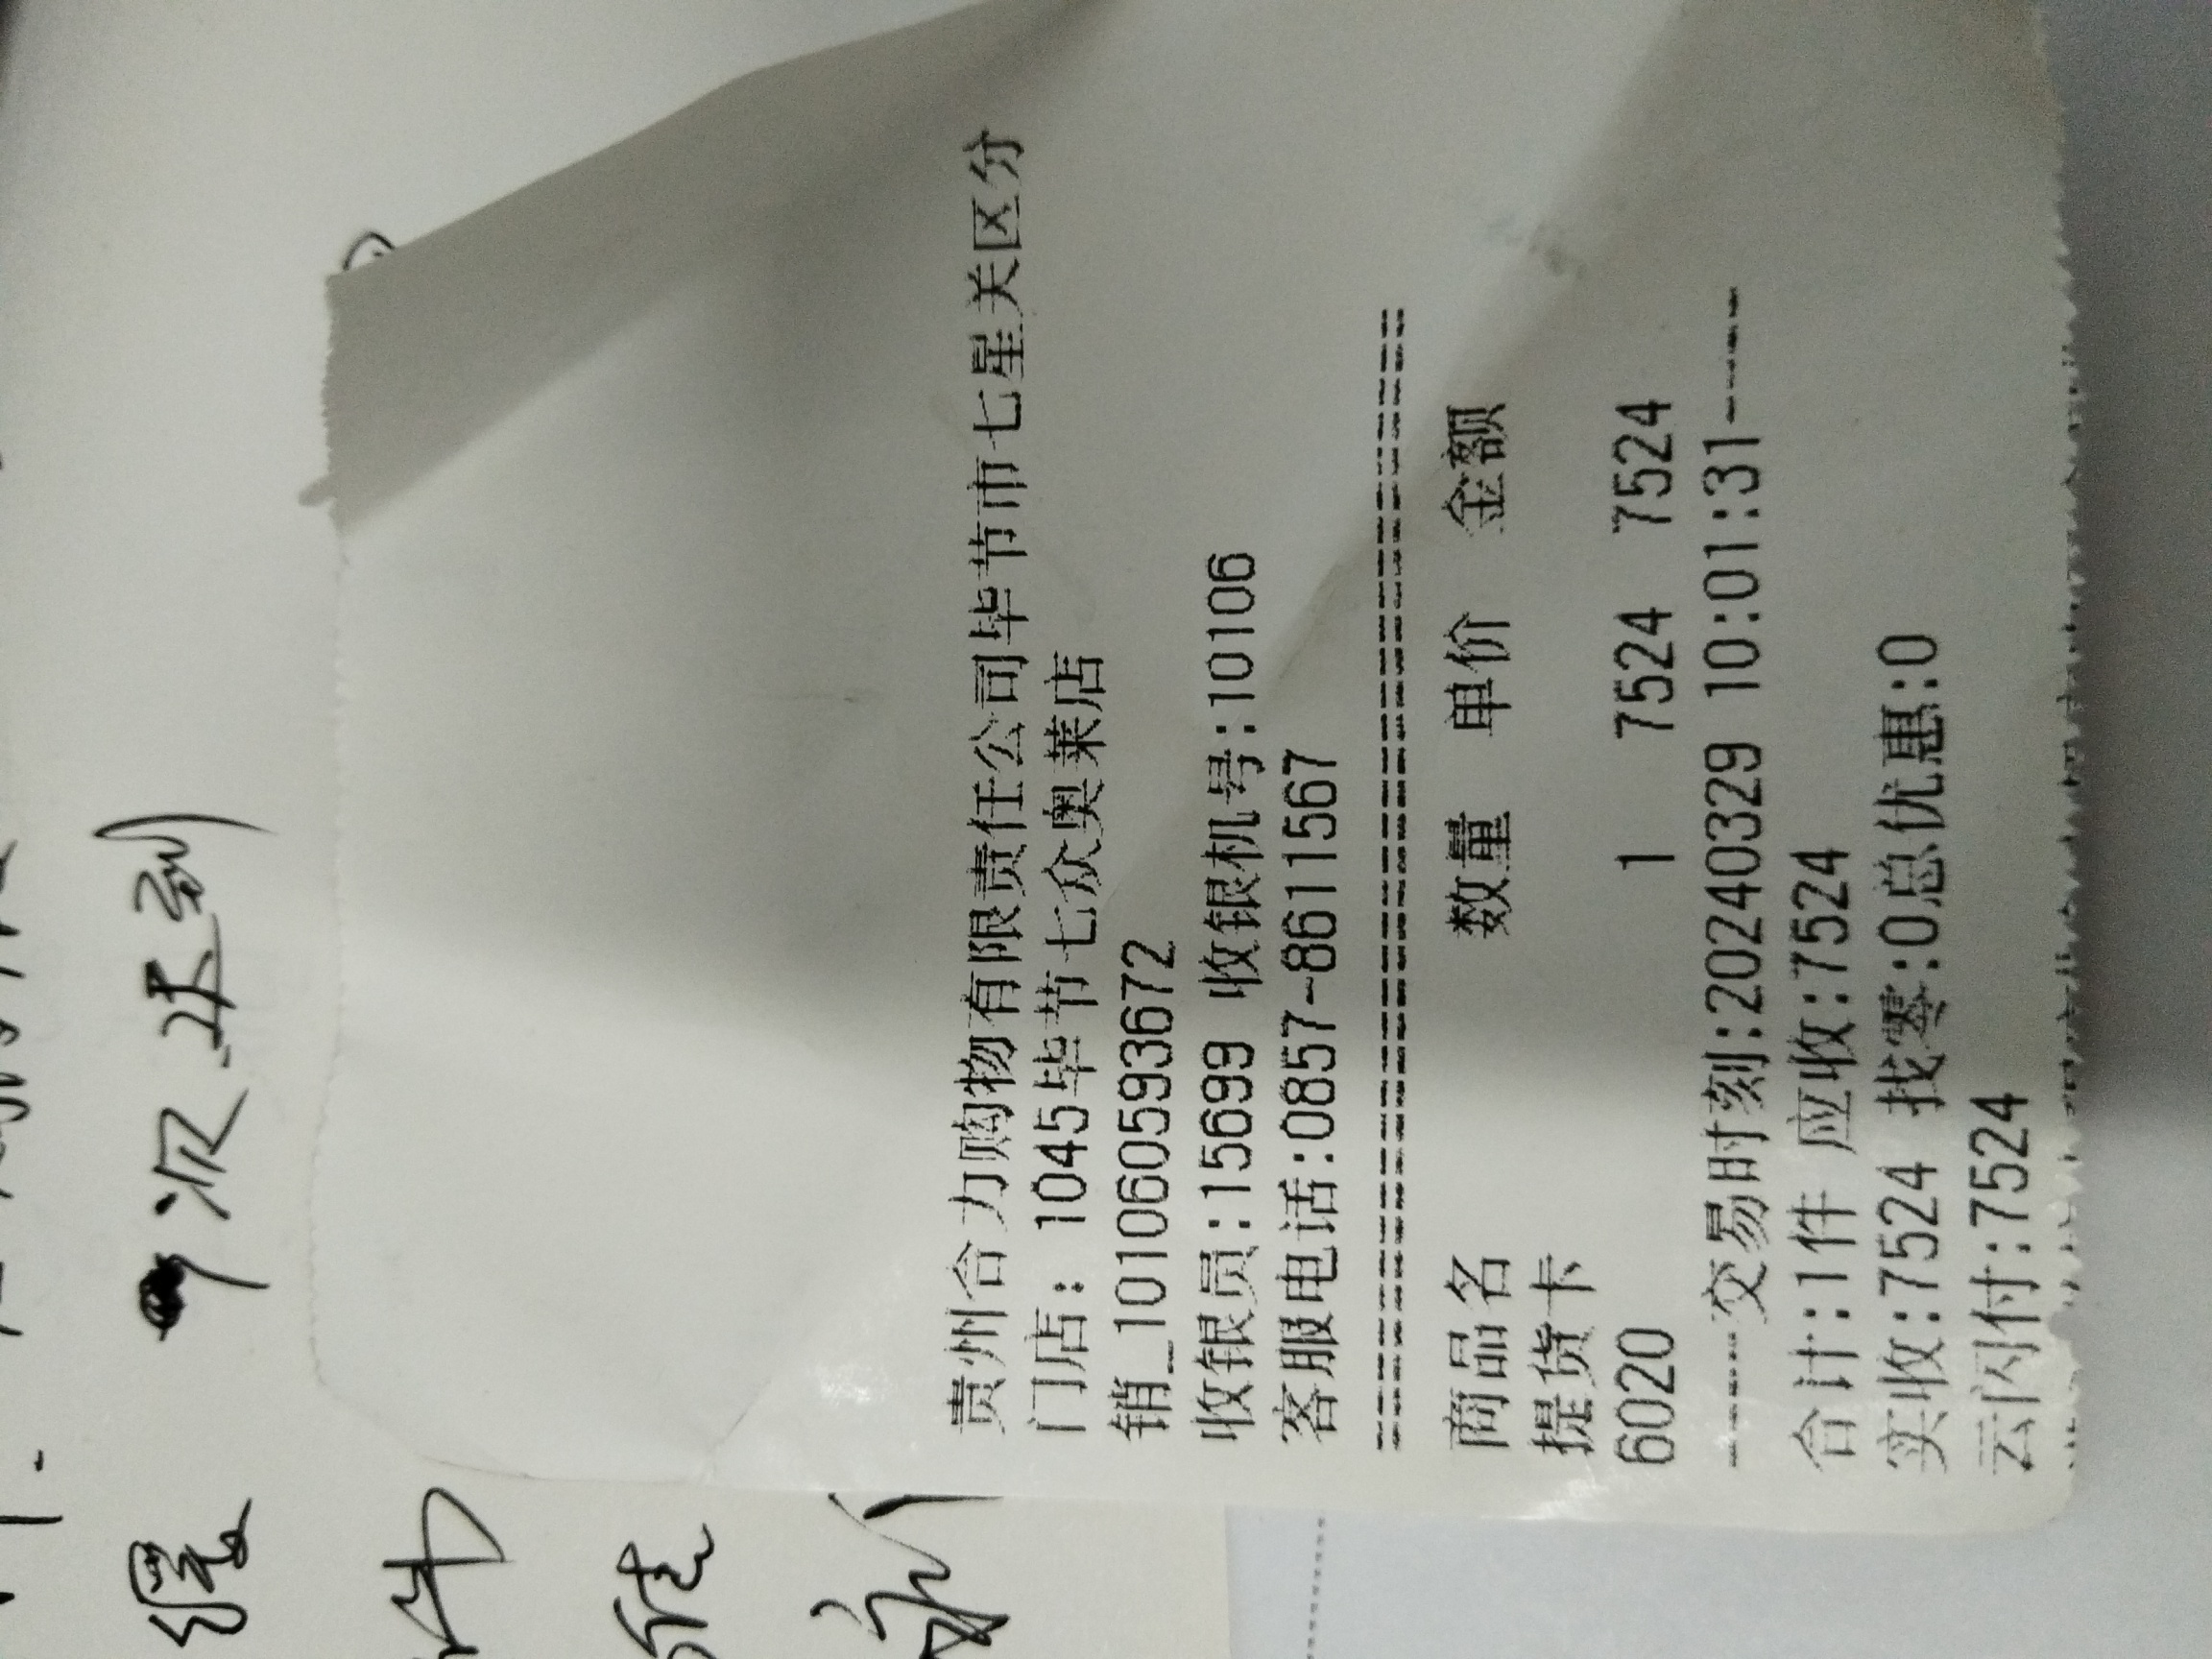 贵州合力购物有限责任公司毕节市七星关区分
门店: 1045毕节七众奥莱店
销_1010605936​72
收银员:15699 收银机号:10106
客服电话:0857-8611567
==========================================
商品名 数量 单价 金额
提货卡
6020 1 7524 7524
-----交易时刻:20240329 10:01:31-----
合计:1件 应收:7524
实收:7524 找零:0总优惠:0
云闪付:7524